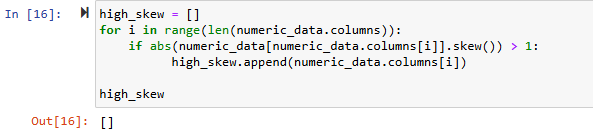 In [16]:
high_skew = []
for i in range(len(numeric_data.columns)):
    if abs(numeric_data[numeric_data.columns[i]].skew()) > 1:
        high_skew.append(numeric_data.columns[i])

high_skew
Out[16]: []